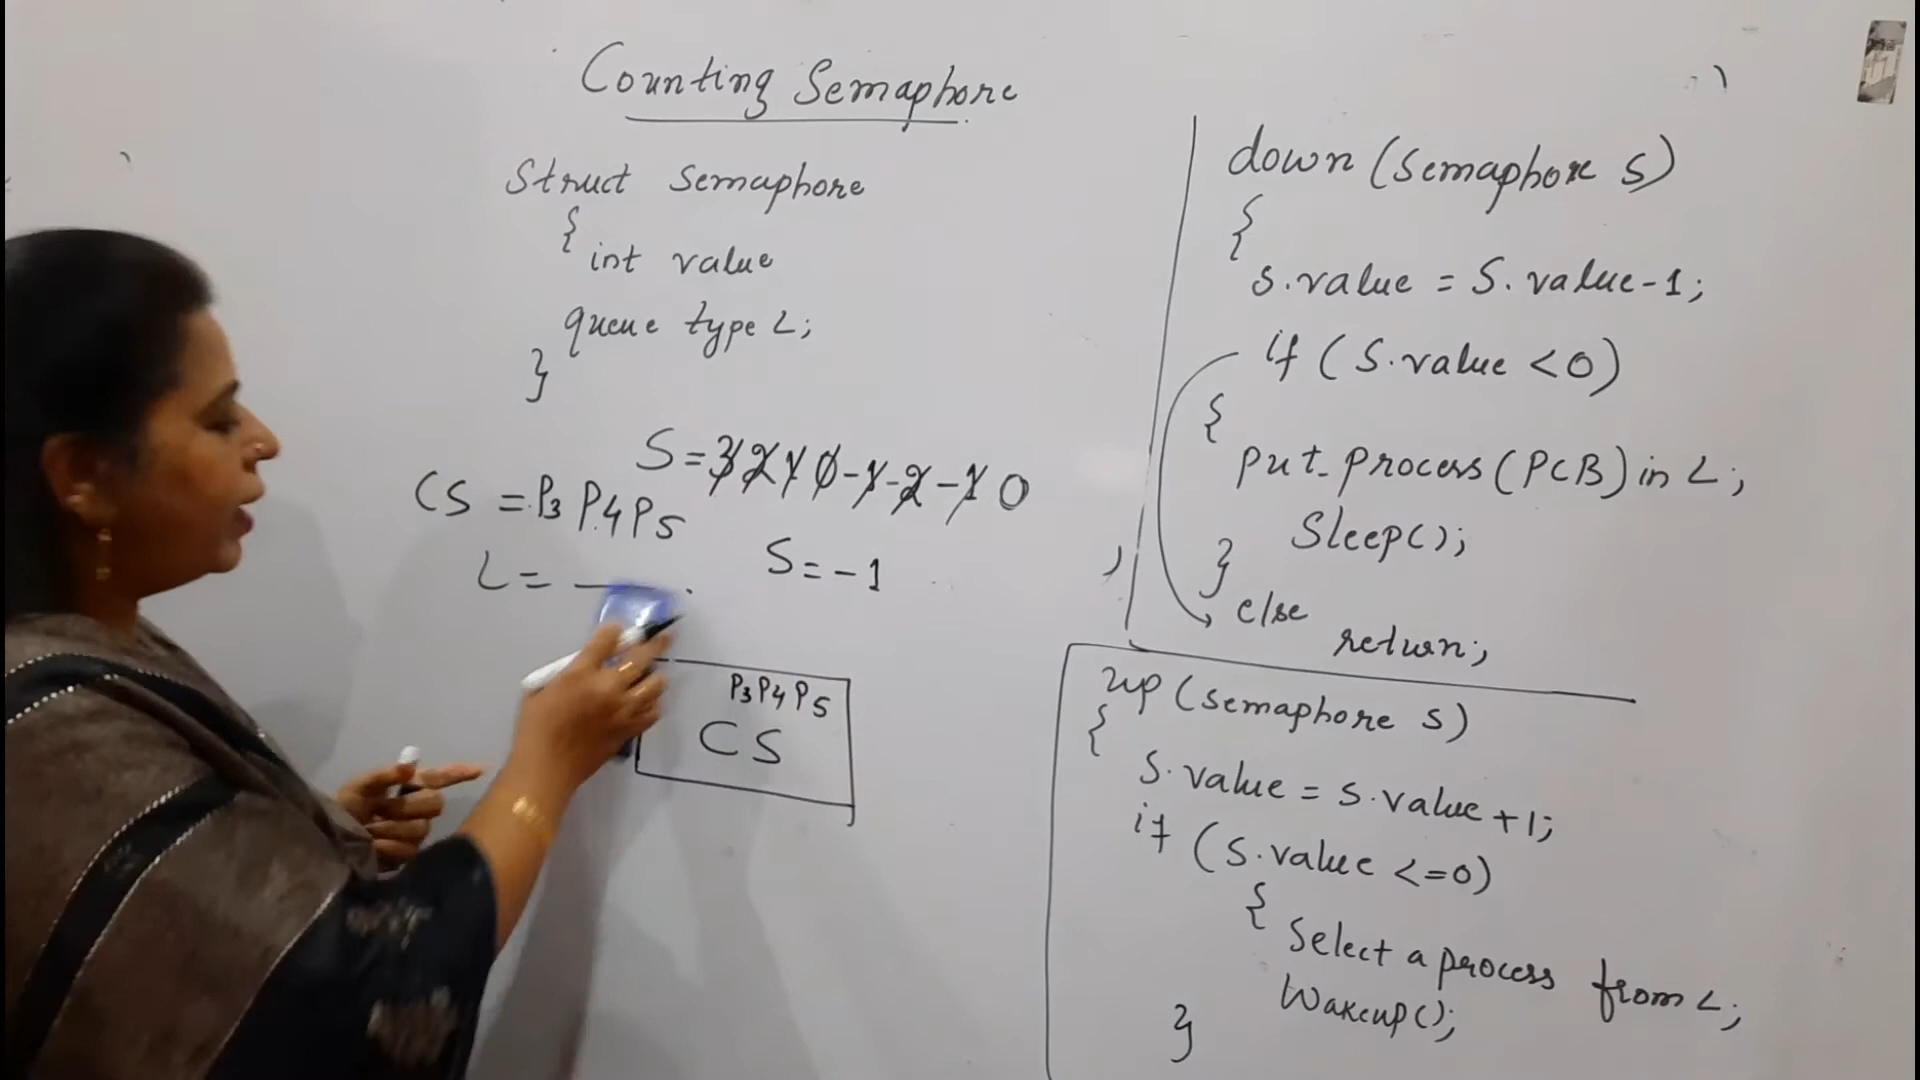 Counting Semaphore
Struct Semaphore
{
int value
queue type L;
}
S=3 2 1 0 -1 -2 -1 0
CS = P3 P4 P5
L=
S=-1
P3 P4 P5
CS
down (Semaphore S)
{
S.value = S.value-1;
if (S.value <0)
{
put-process (PCB) in L;
Sleep();
}
else
return;
up (Semaphore S)
{
S.value = S.value+1;
if (S.value <=0)
{
Select a process from L;
Wakeup();
}